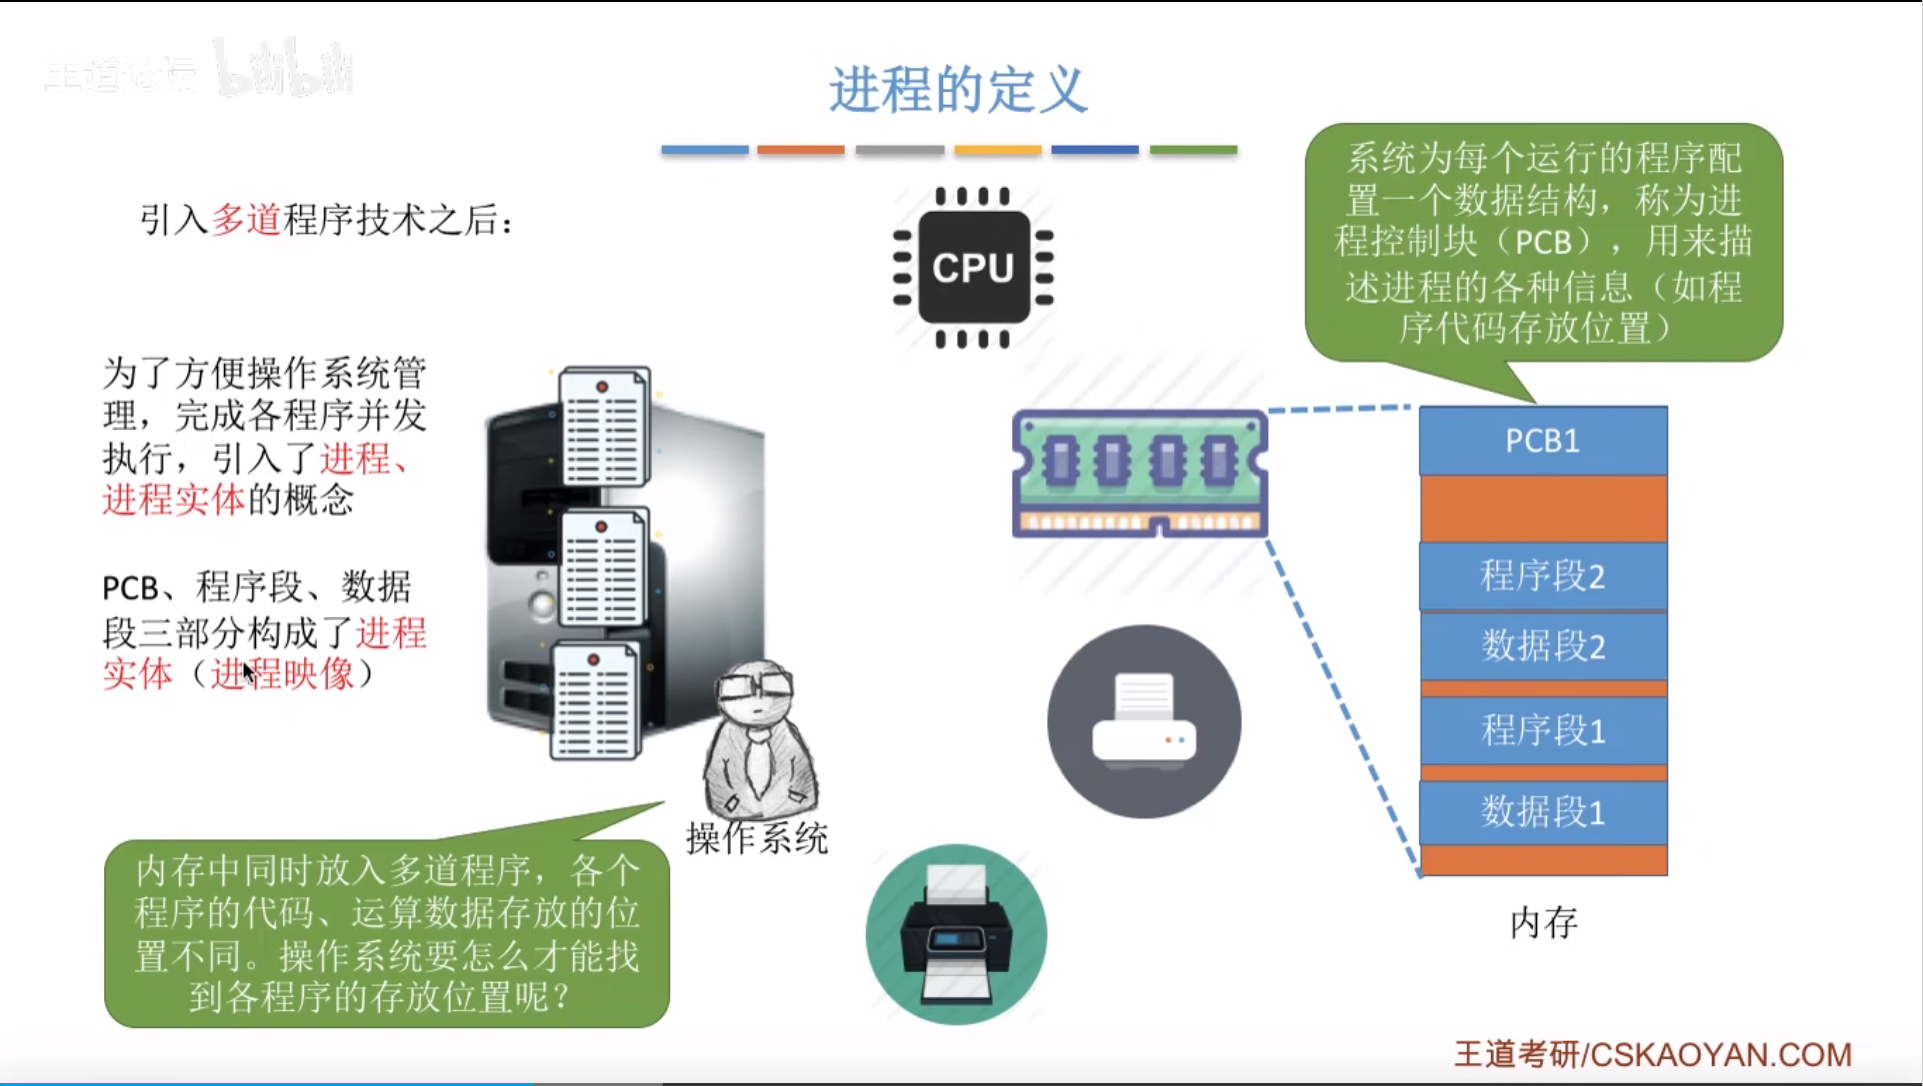 王道论坛 bilibili
进程的定义
引入多道程序技术之后：
为了方便操作系统管
理，完成各程序并发
执行，引入了进程、
进程实体的概念
PCB、程序段、数据
段三部分构成了进程
实体（进程映像）
内存中同时放入多道程序，各个
程序的代码、运算数据存放的位
置不同。操作系统要怎么才能找
到各程序的存放位置呢？
操作系统
CPU
系统为每个运行的程序配
置一个数据结构，称为进
程控制块（PCB），用来描
述进程的各种信息（如程
序代码存放位置）
PCB1
程序段2
数据段2
程序段1
数据段1
内存
王道考研/CSKAOYAN.COM